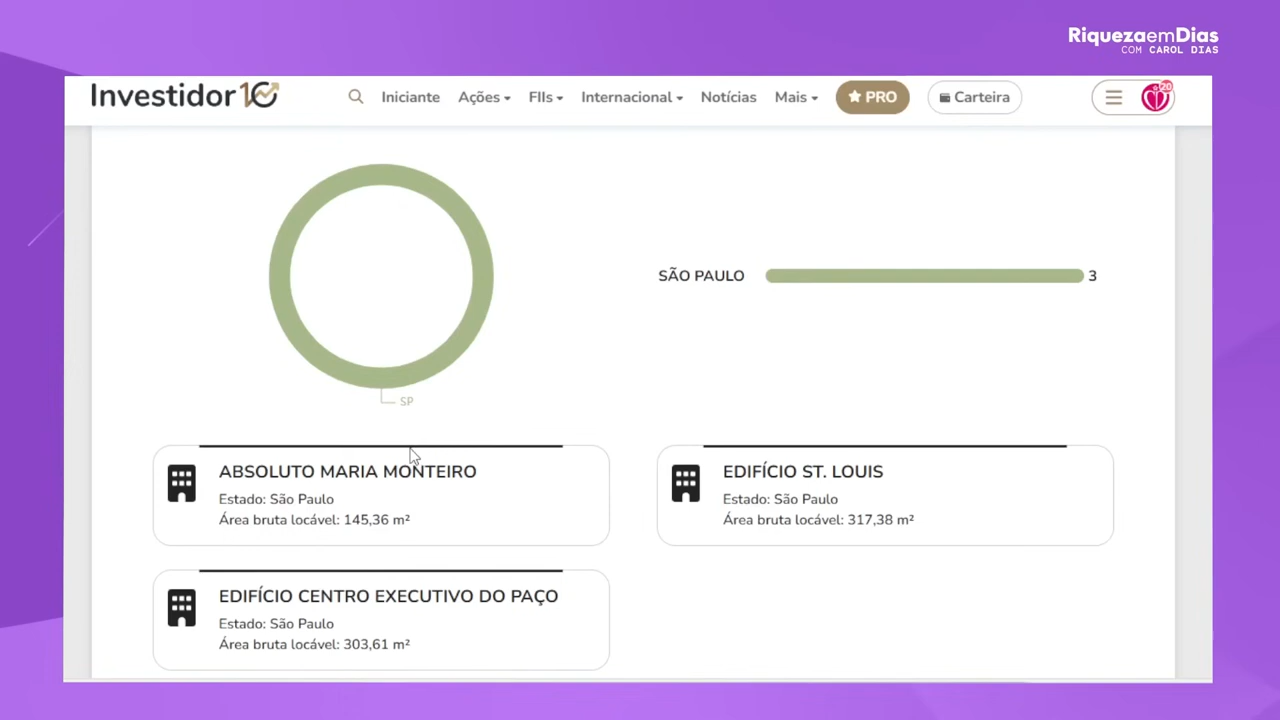 RiquezaemDias
COM CAROL DIAS
Investidor10
Iniciante
Ações
FIIs
Internacional
Notícias
Mais
PRO
Carteira
20
SÃO PAULO
3
SP
ABSOLUTO MARIA MONTEIRO
Estado: São Paulo
Área bruta locável: 145,36 m²
EDIFÍCIO ST. LOUIS
Estado: São Paulo
Área bruta locável: 317,38 m²
EDIFÍCIO CENTRO EXECUTIVO DO PAÇO
Estado: São Paulo
Área bruta locável: 303,61 m²